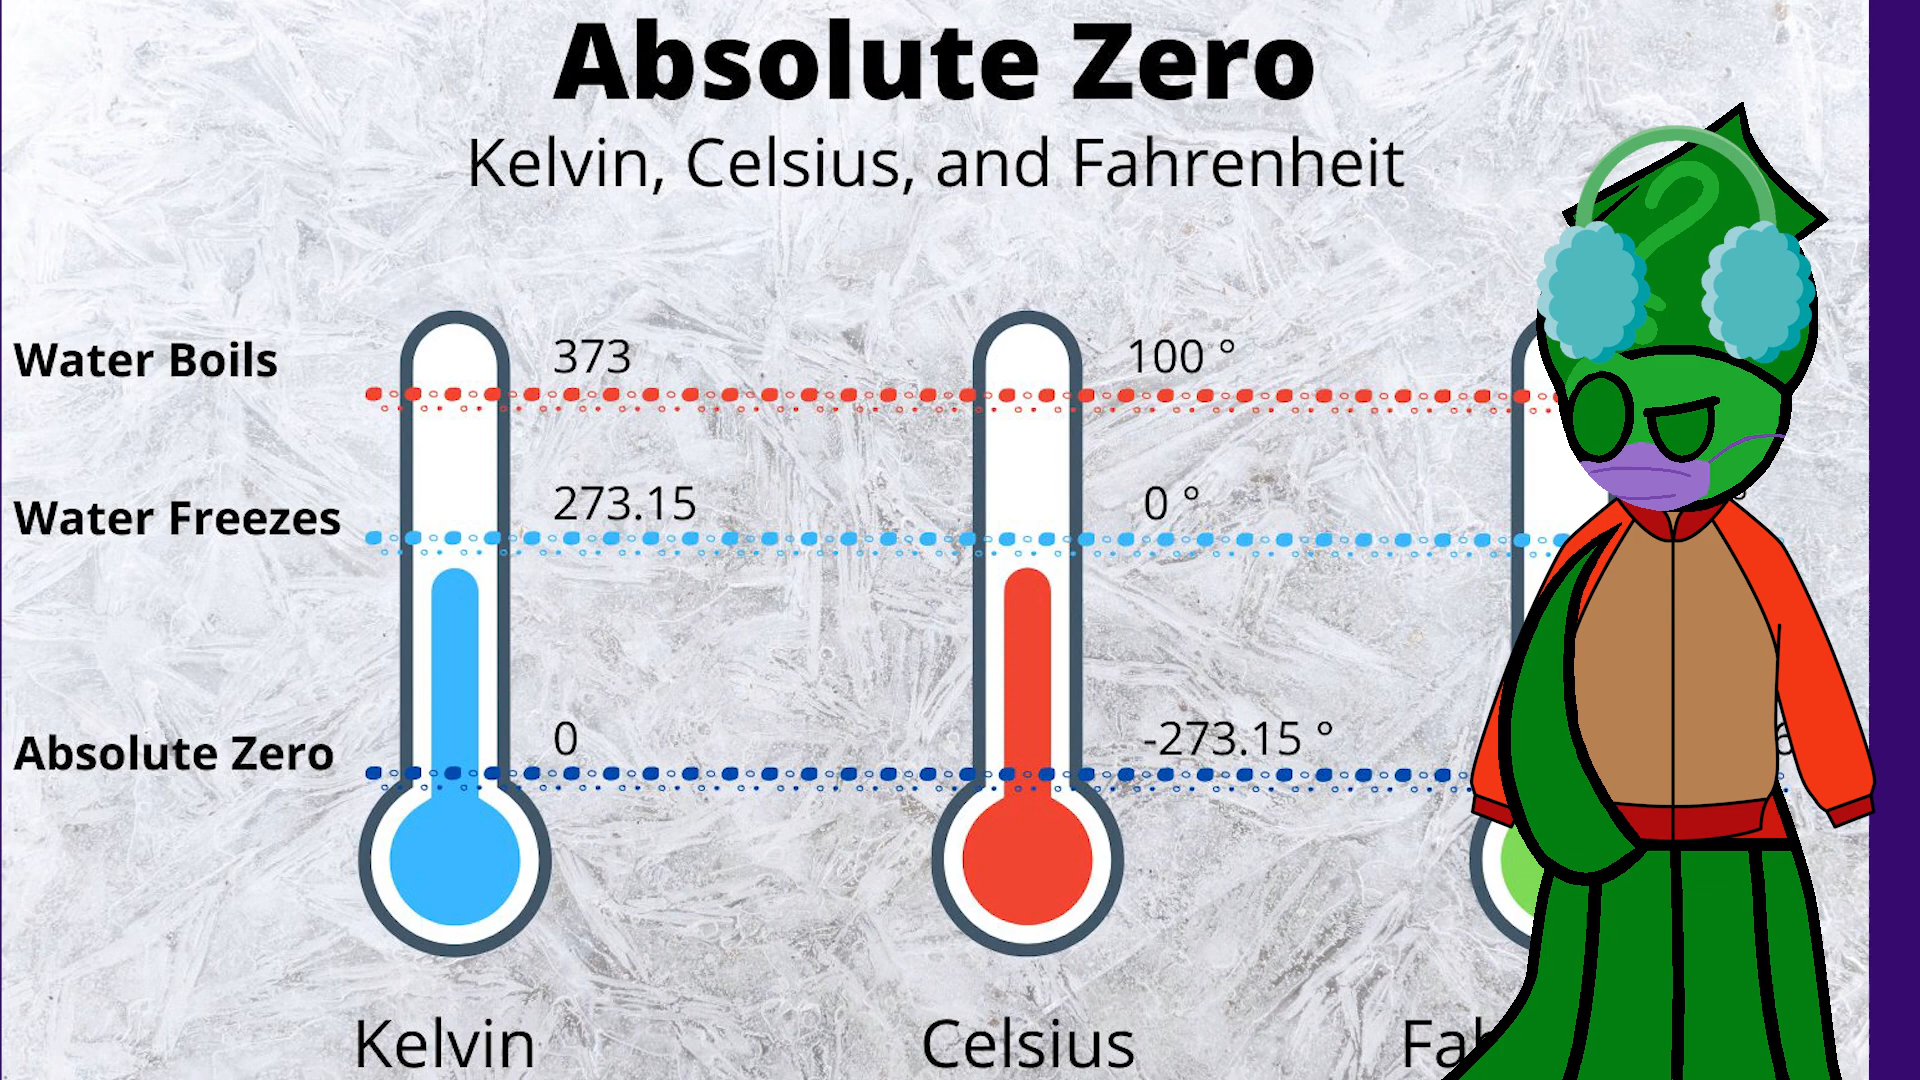 Absolute Zero
Kelvin, Celsius, and Fahrenheit
Water Boils 373 100 °
Water Freezes 273.15 0 °
Absolute Zero 0 -273.15 °
Kelvin Celsius